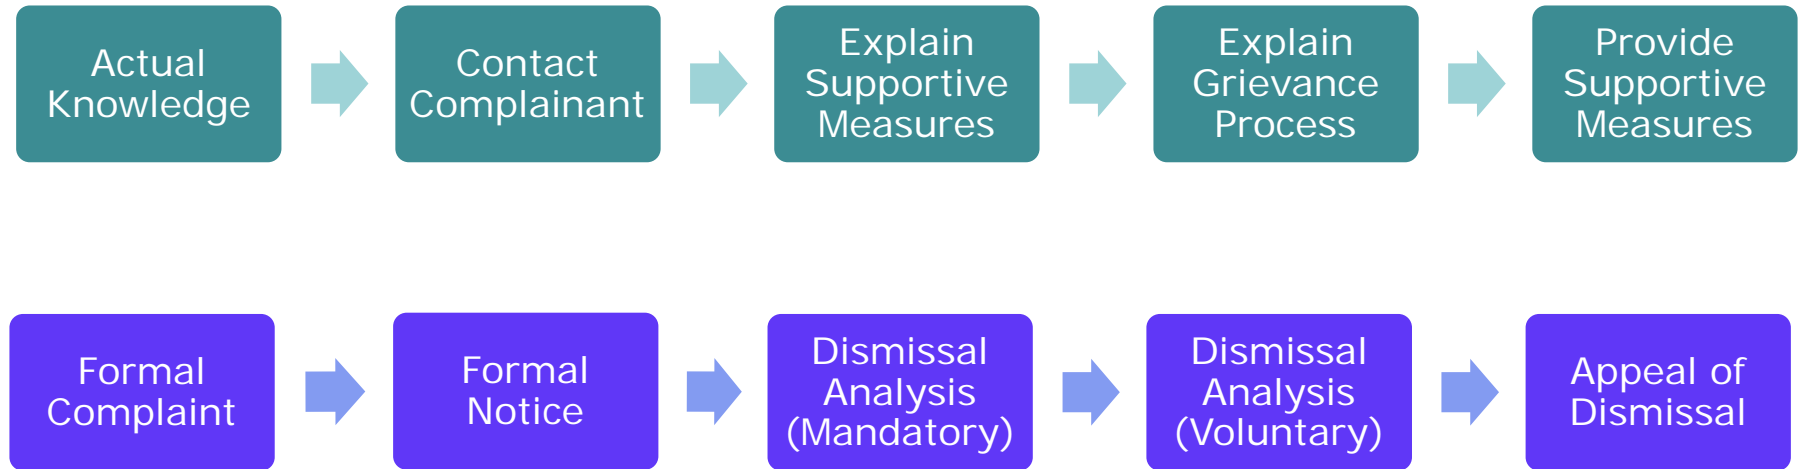 Actual
Knowledge
Contact
Complainant
Explain
Supportive
Measures
Explain
Grievance
Process
Provide
Supportive
Measures
Formal
Complaint
Formal
Notice
Dismissal
Analysis
(Mandatory)
Dismissal
Analysis
(Voluntary)
Appeal of
Dismissal